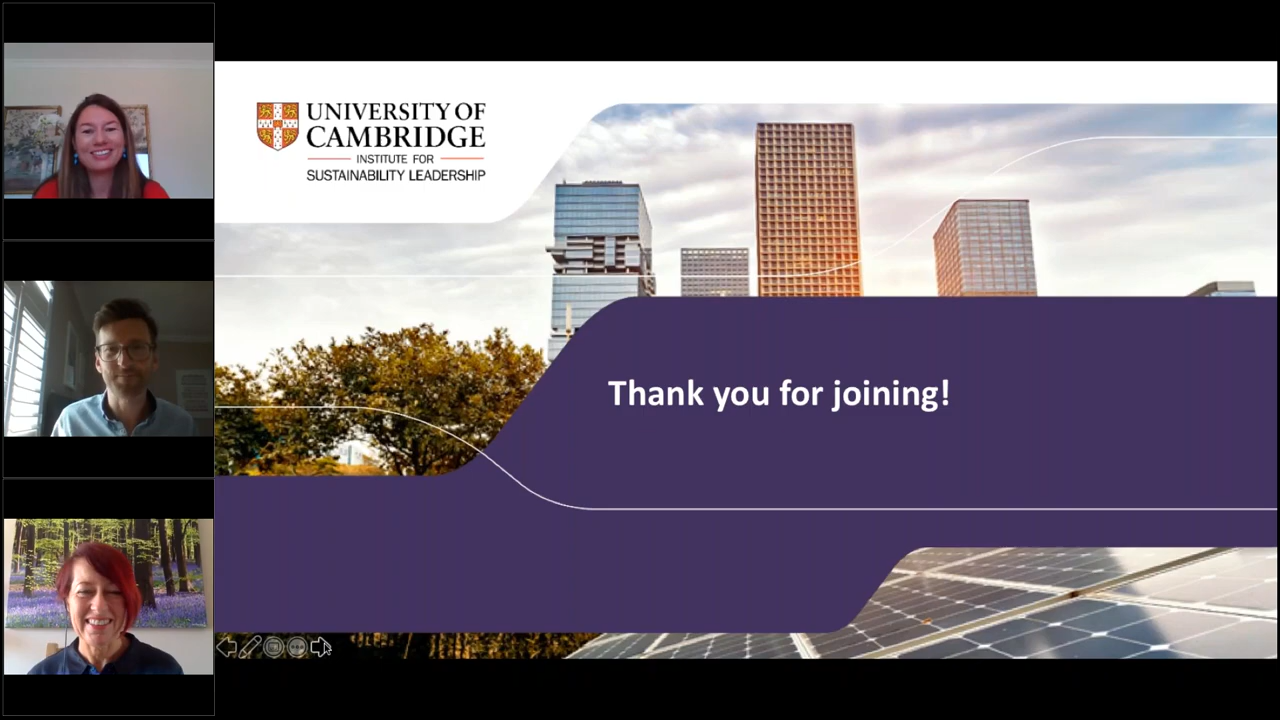 UNIVERSITY OF
CAMBRIDGE
INSTITUTE FOR
SUSTAINABILITY LEADERSHIP
Thank you for joining!